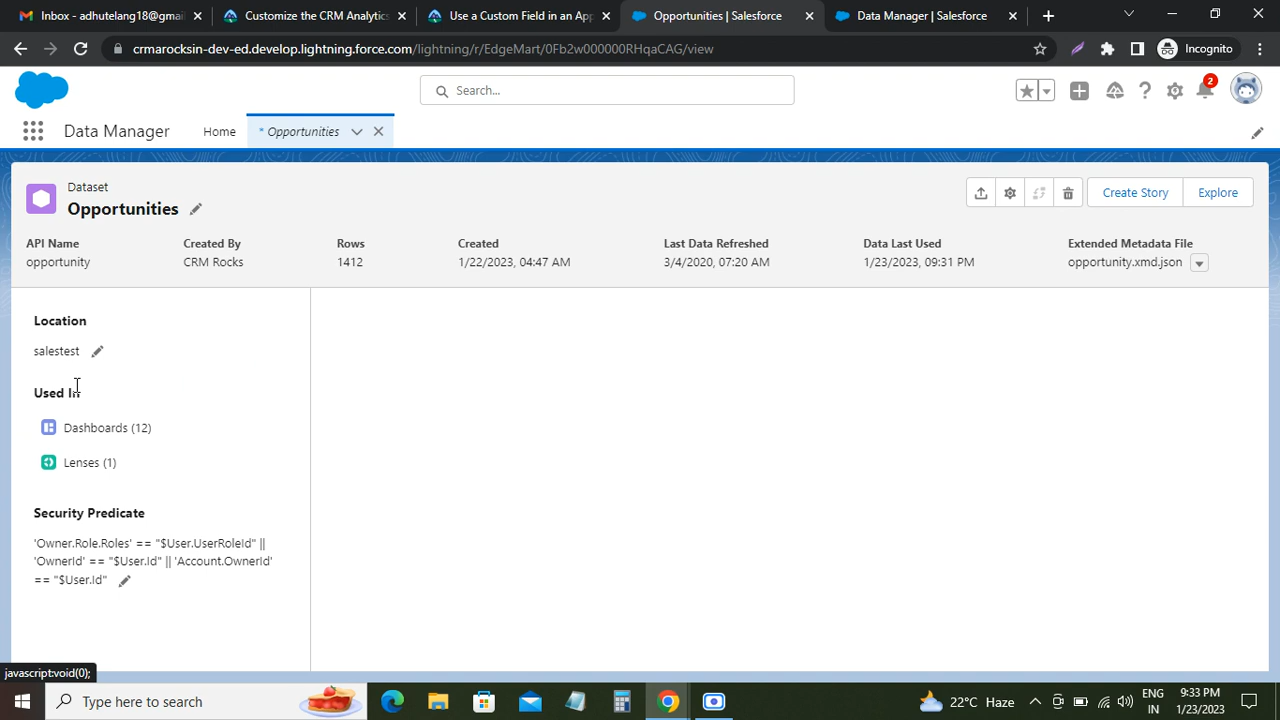 Inbox - adhutelang18@gmai
Customize the CRM Analytics
Use a Custom Field in an App
Opportunities | Salesforce
Data Manager | Salesforce
crmarocksin-dev-ed.develop.lightning.force.com/lightning/r/EdgeMart/0Fb2w000000RHqaCAG/view
Incognito
Search...
2
Data Manager
Home
* Opportunities
Dataset
Opportunities
Create Story
Explore
API Name
Created By
Rows
Created
Last Data Refreshed
Data Last Used
Extended Metadata File
opportunity
CRM Rocks
1412
1/22/2023, 04:47 AM
3/4/2020, 07:20 AM
1/23/2023, 09:31 PM
opportunity.xmd.json
Location
salestest
Used In
Dashboards (12)
Lenses (1)
Security Predicate
'Owner.Role.Roles' == "$User.UserRoleId" ||
'OwnerId' == "$User.Id" || 'Account.OwnerId'
== "$User.Id"
javascript:void(0);
Type here to search
22°C Haze
ENG
IN
9:33 PM
1/23/2023